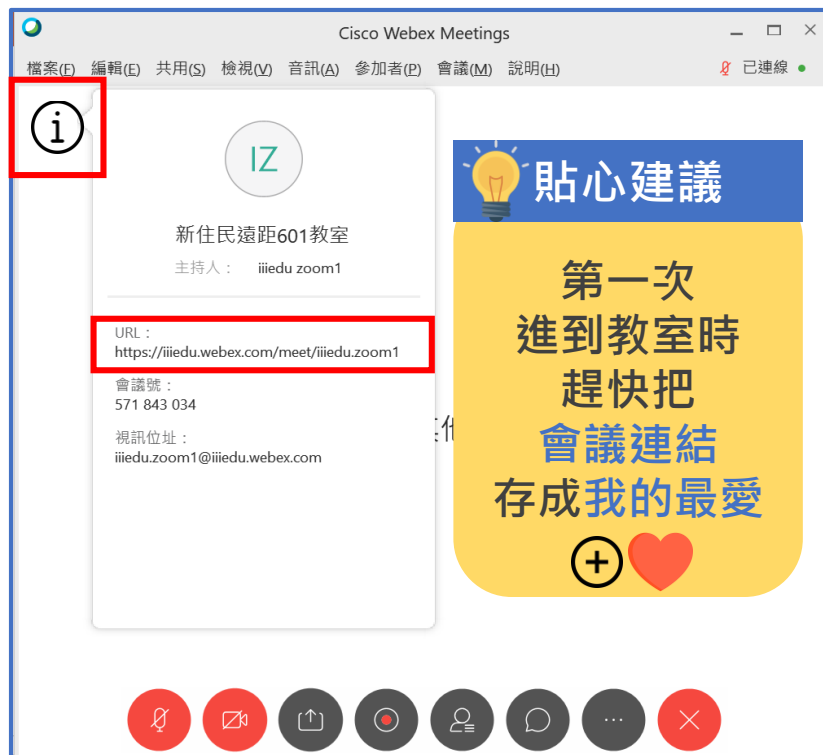 Cisco Webex Meetings
檔案(F) 編輯(E) 共用(S) 檢視(V) 音訊(A) 參加者(P) 會議(M) 說明(H) 已連線
i
IZ
新住民遠距601教室
主持人： iiiedu zoom1
URL：
https://iiiedu.webex.com/meet/iiiedu.zoom1
會議號：
571 843 034
視訊位址：
iiiedu.zoom1@iiiedu.webex.com
貼心建議
第一次
進到教室時
趕快把
會議連結
存成我的最愛